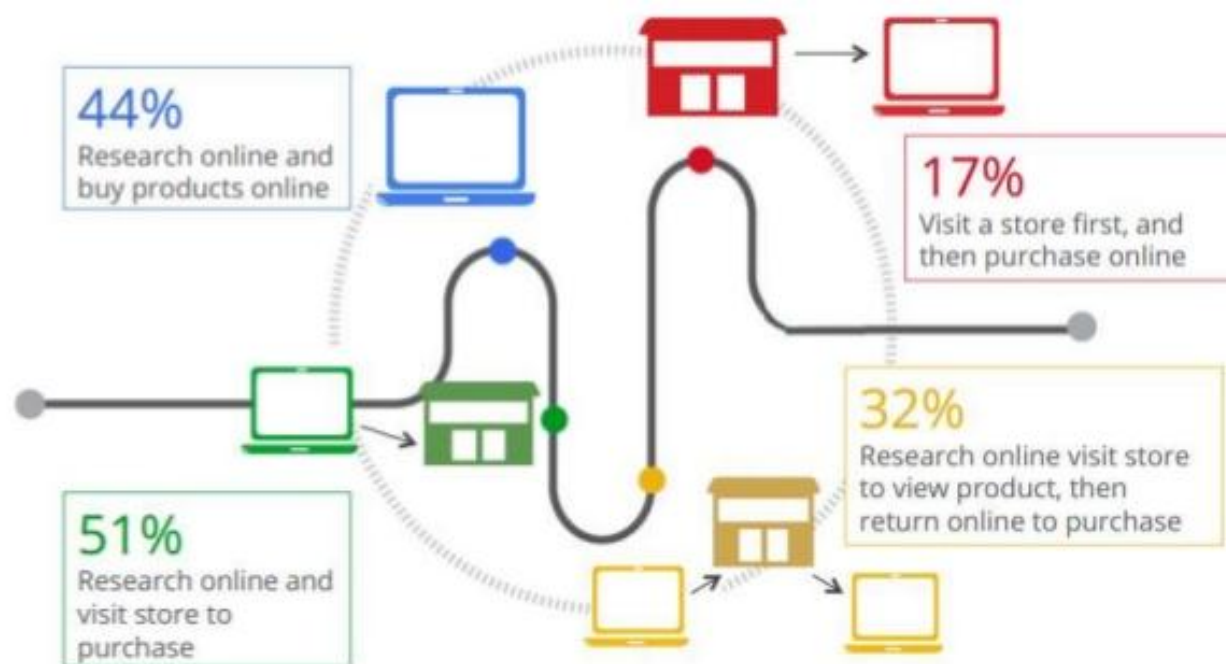 44%
Research online and
buy products online
17%
Visit a store first, and
then purchase online
32%
Research online visit store
to view product, then
return online to purchase
51%
Research online and
visit store to
purchase